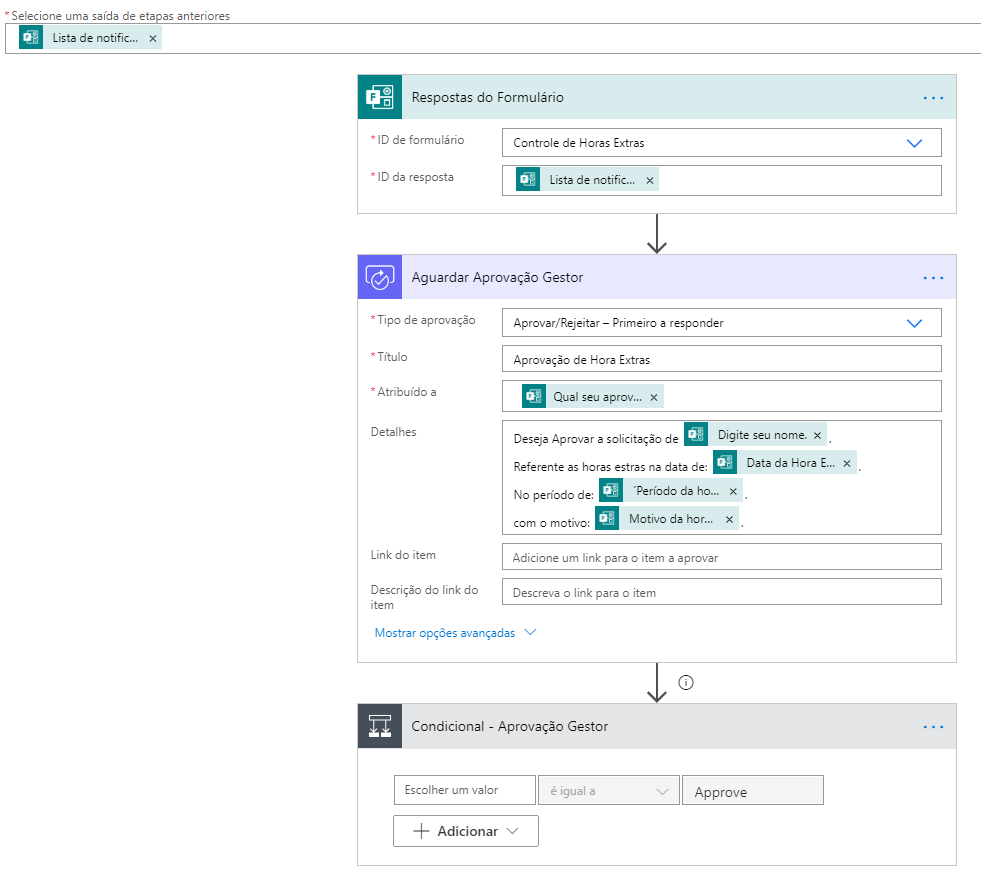 *Selecione uma saída de etapas anteriores
Lista de notific... ×
Respostas do Formulário ...
*ID de formulário
Controle de Horas Extras
*ID da resposta
Lista de notific... ×
Aguardar Aprovação Gestor ...
*Tipo de aprovação
Aprovar/Rejeitar – Primeiro a responder
*Título
Aprovação de Hora Extras
*Atribuído a
Qual seu aprov... ×
Detalhes
Deseja Aprovar a solicitação de Digite seu nome. × .
Referente as horas estras na data de: Data da Hora E... × .
No período de: ´Período da ho... × .
com o motivo: Motivo da hor... × .
Link do item
Adicione um link para o item a aprovar
Descrição do link do
item
Descreva o link para o item
Mostrar opções avançadas
Condicional - Aprovação Gestor ...
Escolher um valor
é igual a
Approve
+ Adicionar